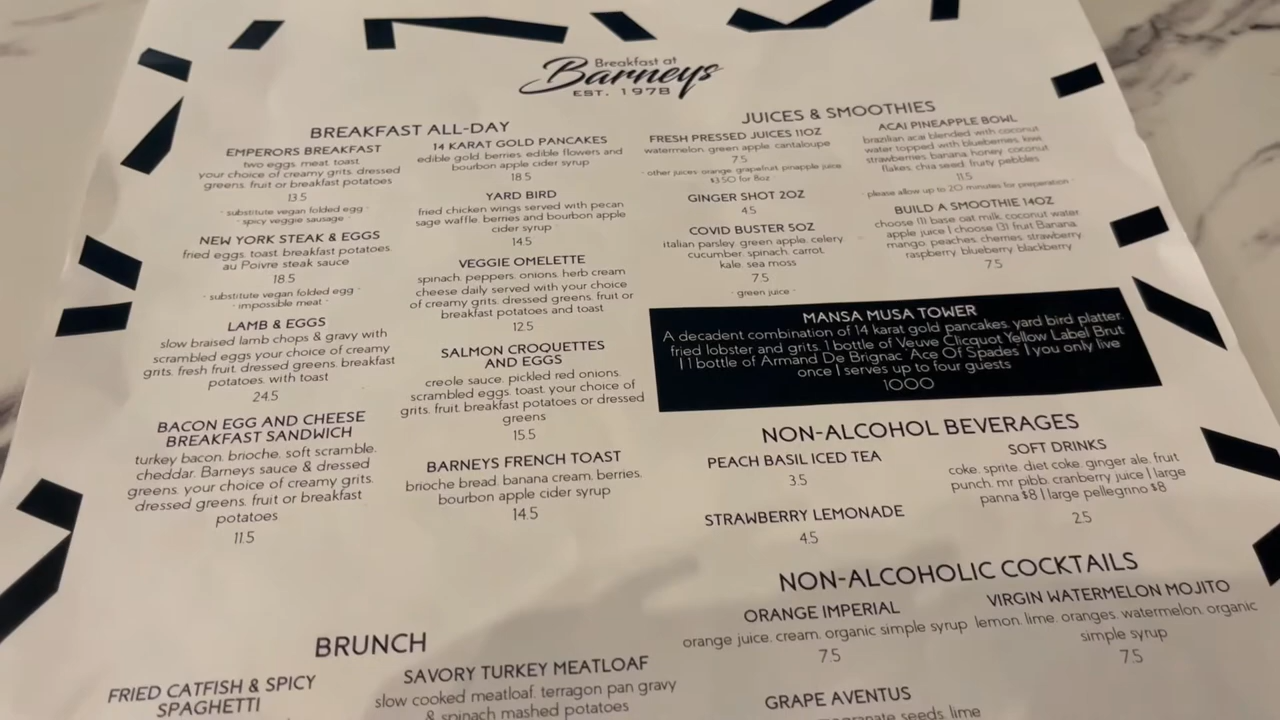 Breakfast at
Barneys
EST. 1978
BREAKFAST ALL-DAY
EMPERORS BREAKFAST
two eggs. meat. toast.
your choice of creamy grits. dressed
greens. fruit or breakfast potatoes
13.5
· substitute vegan folded egg ·
· spicy veggie sausage ·
NEW YORK STEAK & EGGS
fried eggs. toast. breakfast potatoes.
au Poivre steak sauce
18.5
· substitute vegan folded egg ·
· impossible meat ·
LAMB & EGGS
slow braised lamb chops & gravy with
scrambled eggs your choice of creamy
grits. fresh fruit. dressed greens. breakfast
potatoes. with toast
24.5
BACON EGG AND CHEESE
BREAKFAST SANDWICH
turkey bacon. brioche. soft scramble.
cheddar. Barneys sauce & dressed
greens. your choice of creamy grits.
dressed greens. fruit or breakfast
potatoes
11.5
14 KARAT GOLD PANCAKES
edible gold. berries. edible flowers and
bourbon apple cider syrup
18.5
YARD BIRD
fried chicken wings served with pecan
sage waffle. berries and bourbon apple
cider syrup
14.5
VEGGIE OMELETTE
spinach. peppers. onions. herb cream
cheese daily served with your choice
of creamy grits. dressed greens. fruit or
breakfast potatoes and toast
12.5
SALMON CROQUETTES
AND EGGS
creole sauce. pickled red onions.
scrambled eggs. toast. your choice of
grits. fruit. breakfast potatoes or dressed
greens
15.5
BARNEYS FRENCH TOAST
brioche bread. banana cream. berries.
bourbon apple cider syrup
14.5
BRUNCH
FRIED CATFISH & SPICY
SPAGHETTI
SAVORY TURKEY MEATLOAF
slow cooked meatloaf. terragon pan gravy
& spinach mashed potatoes
JUICES & SMOOTHIES
FRESH PRESSED JUICES 11OZ
watermelon. green apple. cantaloupe
7.5
· other juices: orange. grapefruit. pinapple juice
$3.50 for 8oz ·
GINGER SHOT 2OZ
4.5
COVID BUSTER 5OZ
italian parsley. green apple. celery
cucumber. spinach. carrot.
kale. sea moss
7.5
· green juice ·
ACAI PINEAPPLE BOWL
brazilian acai blended with coconut
water topped with blueberries. kiwi.
strawberries. banana. honey. coconut
flakes. chia seed. fruity pebbles
11.5
· please allow up to 20 minutes for preparation ·
BUILD A SMOOTHIE 14OZ
choose (1) base oat milk. coconut water.
apple juice | choose (3) fruit Banana.
mango. peaches. cherries. strawberry.
raspberry. blueberry. blackberry
7.5
MANSA MUSA TOWER
A decadent combination of 14 karat gold pancakes. yard bird platter.
fried lobster and grits. 1 bottle of Veuve Clicquot Yellow Label Brut
| 1 bottle of Armand De Brignac "Ace Of Spades" | you only live
once | serves up to four guests
1000
NON-ALCOHOL BEVERAGES
PEACH BASIL ICED TEA
3.5
STRAWBERRY LEMONADE
4.5
SOFT DRINKS
coke. sprite. diet coke. ginger ale. fruit
punch. mr pibb. cranberry juice | large
panna $8 | large pellegrino $8
2.5
NON-ALCOHOLIC COCKTAILS
ORANGE IMPERIAL
orange juice. cream. organic simple syrup
7.5
VIRGIN WATERMELON MOJITO
lemon. lime. oranges. watermelon. organic
simple syrup
7.5
GRAPE AVENTUS
seeds. lime